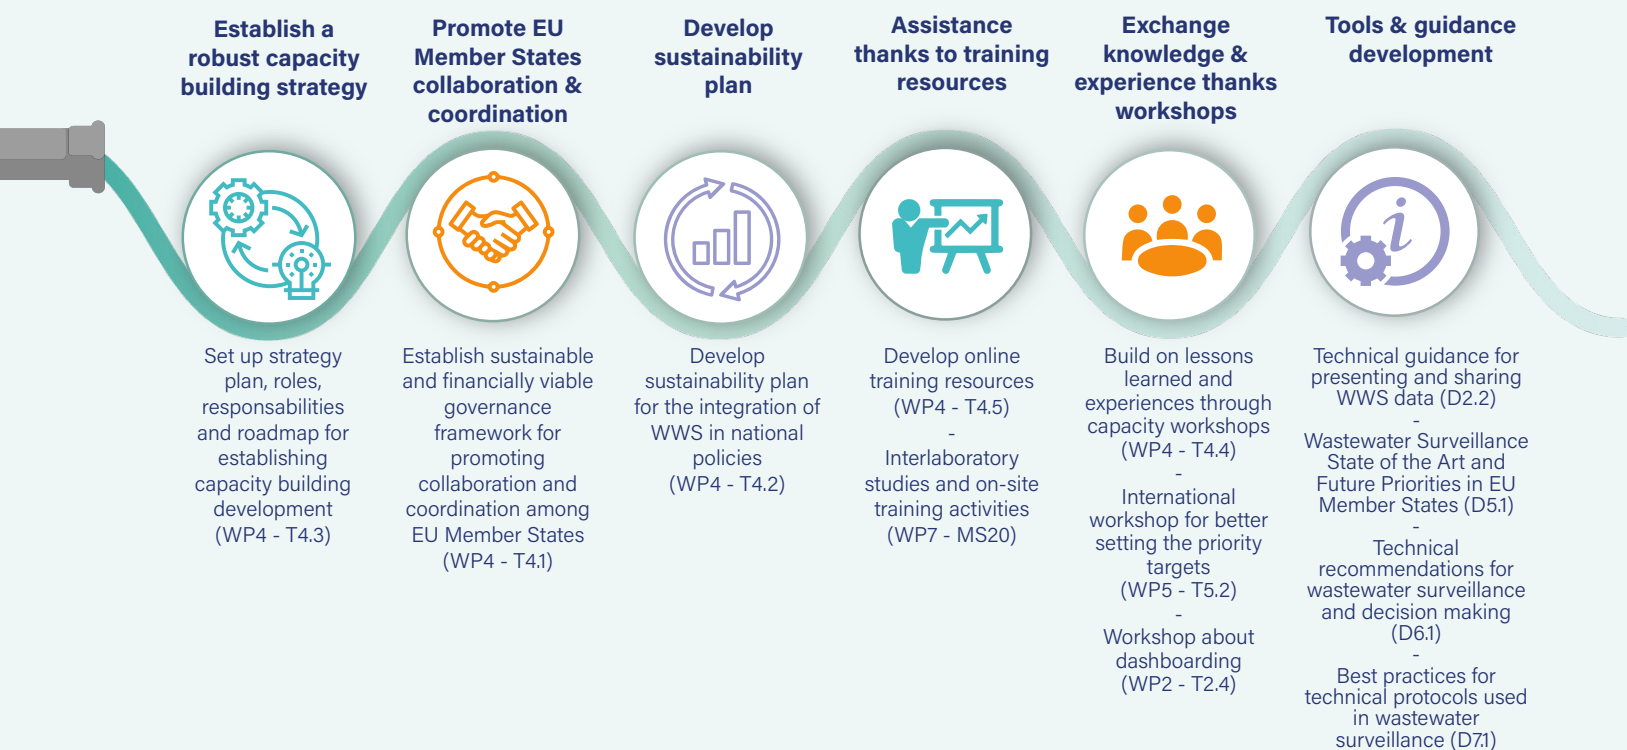 Establish a
robust capacity
building strategy
Set up strategy
plan, roles,
responsabilities
and roadmap for
establishing
capacity building
development
(WP4 - T4.3)
Promote EU
Member States
collaboration &
coordination
Establish sustainable
and financially viable
governance
framework for
promoting
collaboration and
coordination among
EU Member States
(WP4 - T4.1)
Develop
sustainability
plan
Develop
sustainability plan
for the integration of
WWS in national
policies
(WP4 - T4.2)
Assistance
thanks to training
resources
Develop online
training resources
(WP4 - T4.5)
-
Interlaboratory
studies and on-site
training activities
(WP7 - MS20)
Exchange
knowledge &
experience thanks
workshops
Build on lessons
learned and
experiences through
capacity workshops
(WP4 - T4.4)
-
International
workshop for better
setting the priority
targets
(WP5 - T5.2)
-
Workshop about
dashboarding
(WP2 - T2.4)
Tools & guidance
development
i
Technical guidance for
presenting and sharing
WWS data (D2.2)
-
Wastewater Surveillance
State of the Art and
Future Priorities in EU
Member States (D5.1)
-
Technical
recommendations for
wastewater surveillance
and decision making
(D6.1)
-
Best practices for
technical protocols used
in wastewater
surveillance (D7.1)